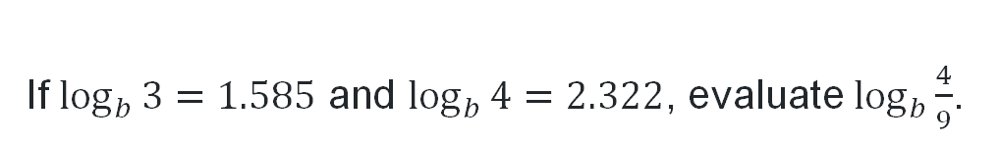 If log_b 3 = 1.585 and log_b 4 = 2.322, evaluate log_b 4/9.